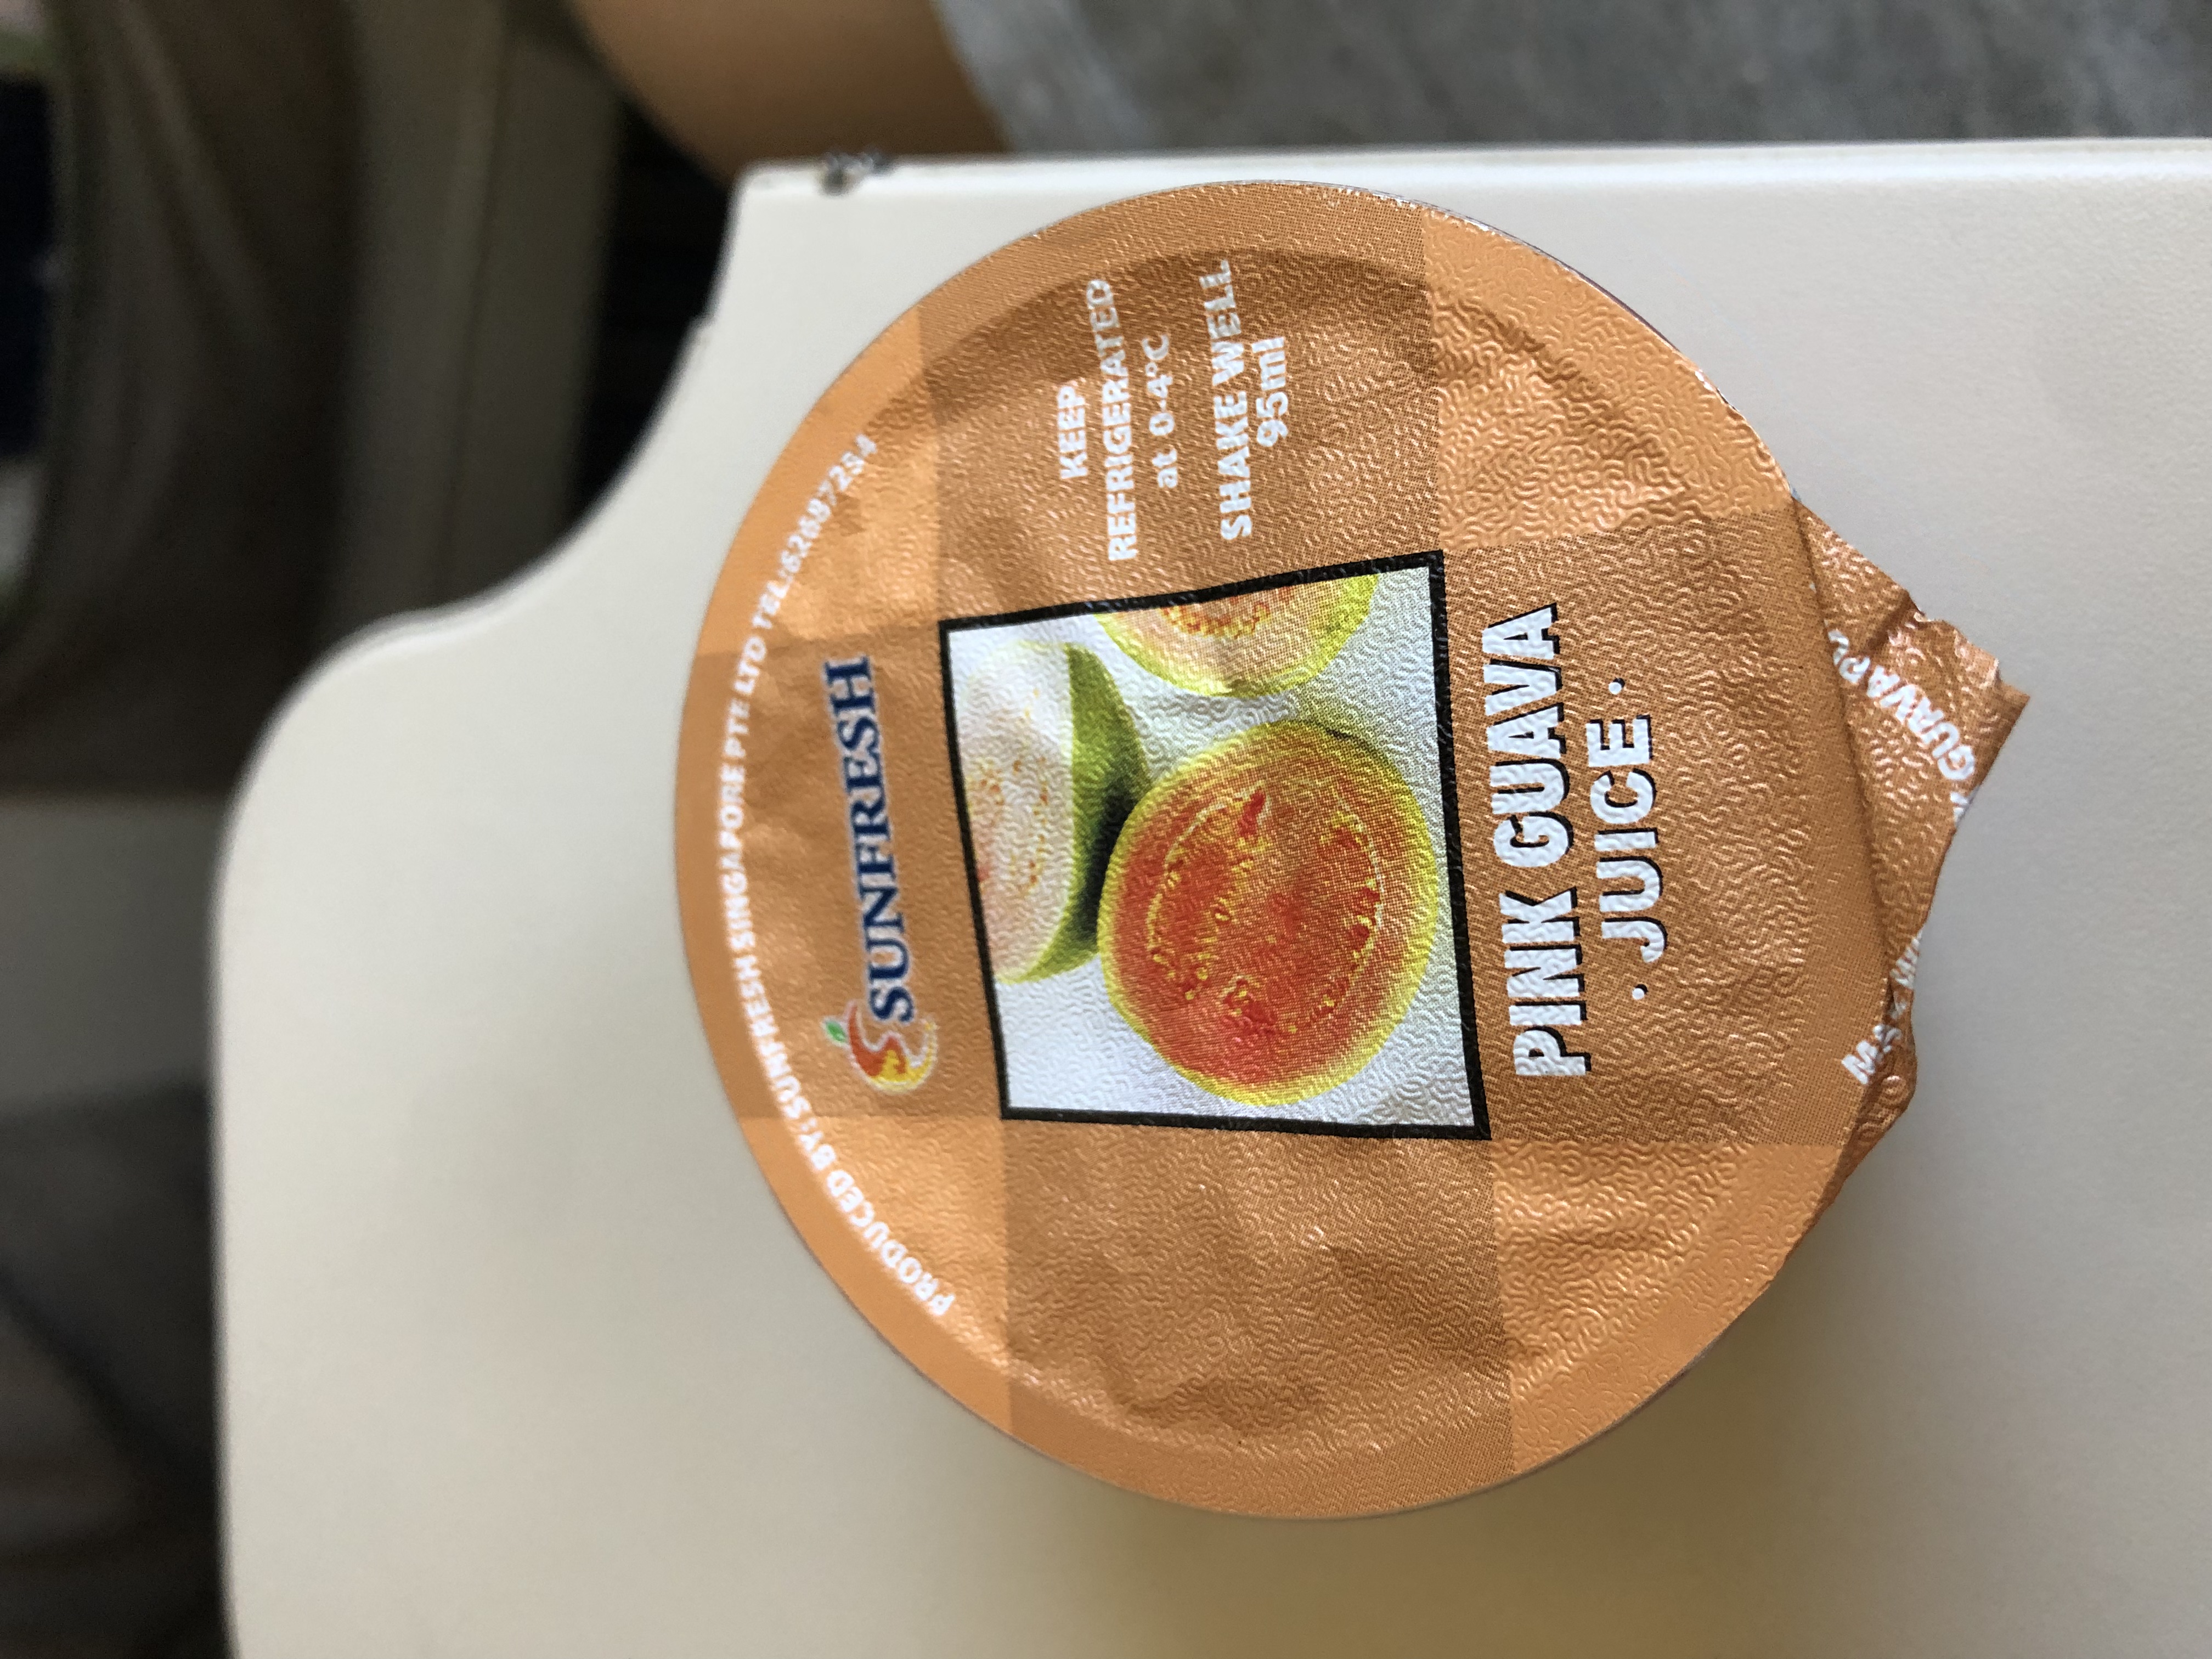 PRODUCED BY: SUNFRESH SINGAPORE PTE LTD TEL:62687284
SUNFRESH
KEEP
REFRIGERATED
at 0-4°C
SHAKE WELL
95ml
PINK GUAVA
· JUICE ·
GUAVA